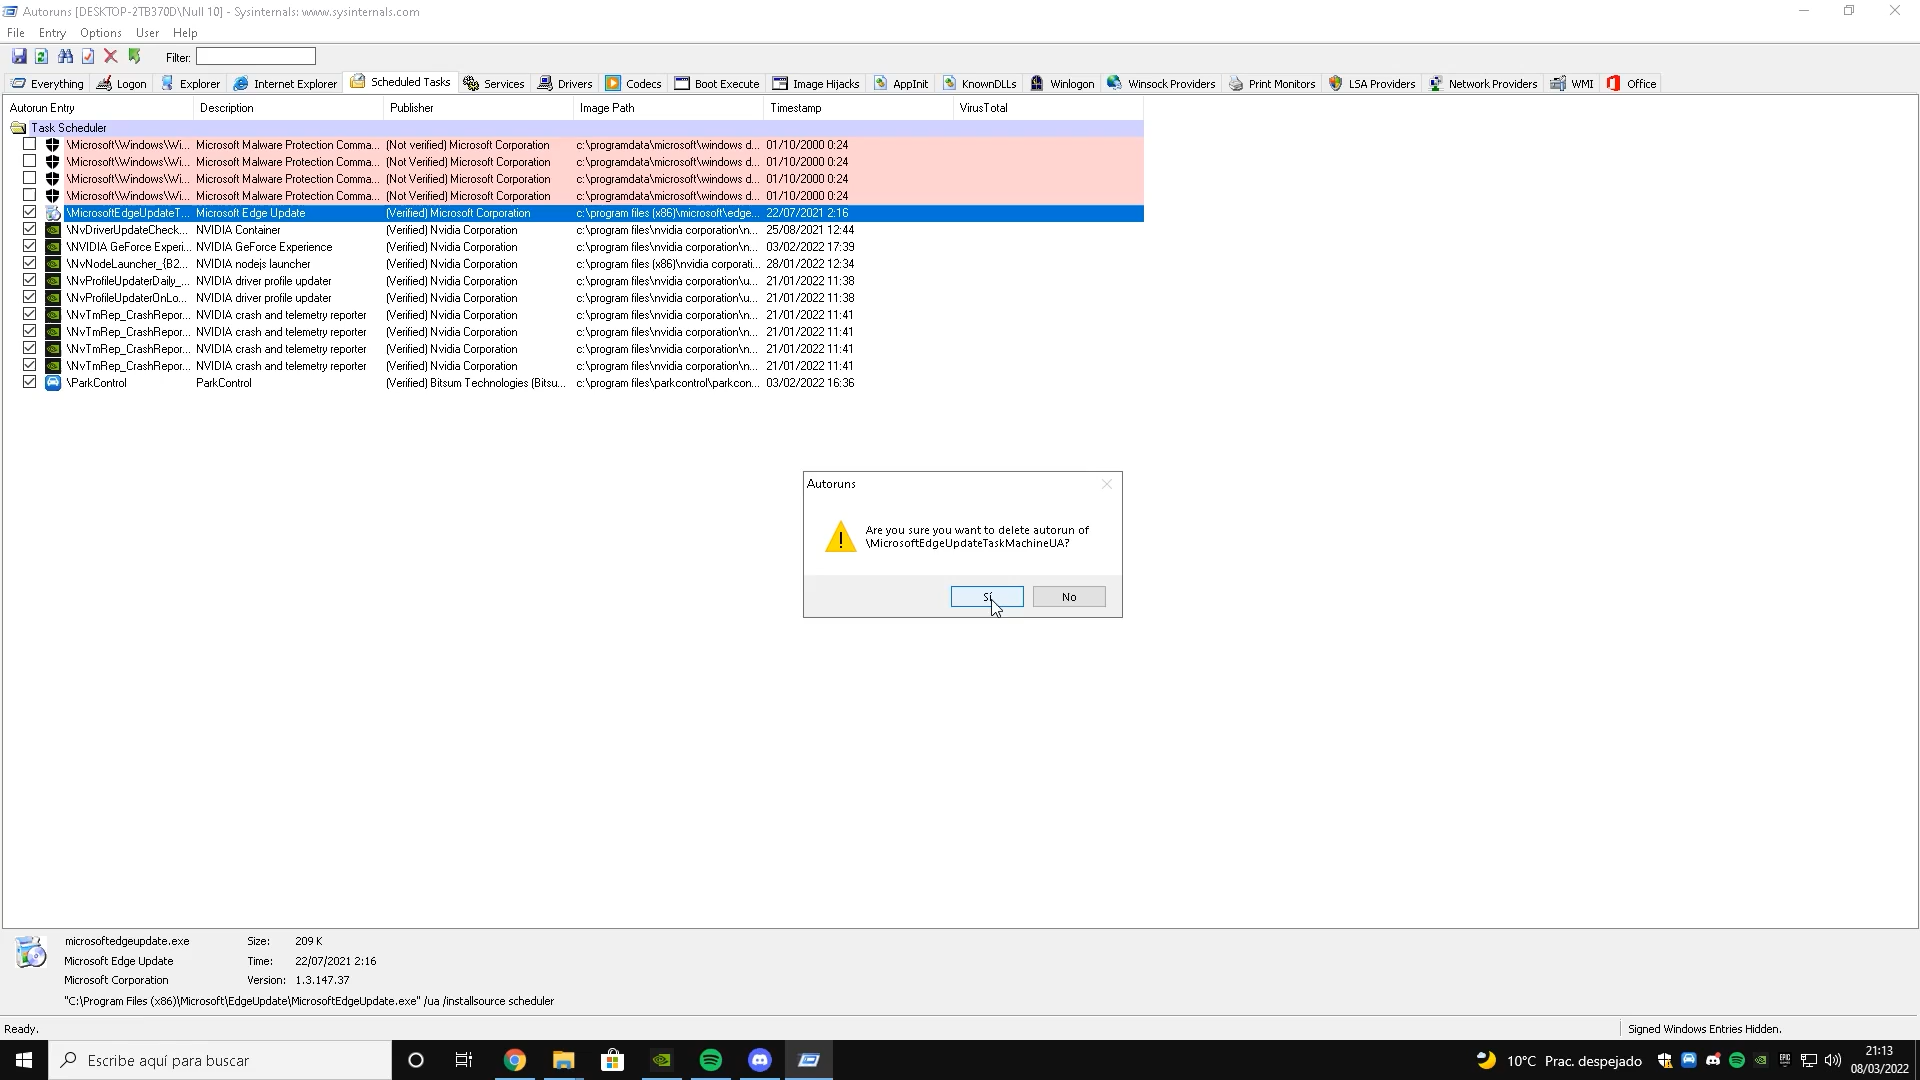 Autoruns [DESKTOP-2TB370D\Null 10] - Sysinternals: www.sysinternals.com
File Entry Options User Help
Filter:
Everything Logon Explorer Internet Explorer Scheduled Tasks Services Drivers Codecs Boot Execute Image Hijacks AppInit KnownDLLs Winlogon Winsock Providers Print Monitors LSA Providers Network Providers WMI Office
Autorun Entry Description Publisher Image Path Timestamp VirusTotal
Task Scheduler
\Microsoft\Windows\Wi... Microsoft Malware Protection Comma... (Not verified) Microsoft Corporation c:\programdata\microsoft\windows d... 01/10/2000 0:24
\Microsoft\Windows\Wi... Microsoft Malware Protection Comma... (Not Verified) Microsoft Corporation c:\programdata\microsoft\windows d... 01/10/2000 0:24
\Microsoft\Windows\Wi... Microsoft Malware Protection Comma... (Not Verified) Microsoft Corporation c:\programdata\microsoft\windows d... 01/10/2000 0:24
\Microsoft\Windows\Wi... Microsoft Malware Protection Comma... (Not Verified) Microsoft Corporation c:\programdata\microsoft\windows d... 01/10/2000 0:24
\MicrosoftEdgeUpdateT... Microsoft Edge Update (Verified) Microsoft Corporation c:\program files (x86)\microsoft\edge... 22/07/2021 2:16
\NvDriverUpdateCheck... NVIDIA Container (Verified) Nvidia Corporation c:\program files\nvidia corporation\n... 25/08/2021 12:44
\NVIDIA GeForce Experi... NVIDIA GeForce Experience (Verified) Nvidia Corporation c:\program files\nvidia corporation\n... 03/02/2022 17:39
\NvNodeLauncher_{B2... NVIDIA nodejs launcher (Verified) Nvidia Corporation c:\program files (x86)\nvidia corporati... 28/01/2022 12:34
\NvProfileUpdaterDaily_... NVIDIA driver profile updater (Verified) Nvidia Corporation c:\program files\nvidia corporation\u... 21/01/2022 11:38
\NvProfileUpdaterOnLo... NVIDIA driver profile updater (Verified) Nvidia Corporation c:\program files\nvidia corporation\u... 21/01/2022 11:38
\NvTmRep_CrashRepor... NVIDIA crash and telemetry reporter (Verified) Nvidia Corporation c:\program files\nvidia corporation\n... 21/01/2022 11:41
\NvTmRep_CrashRepor... NVIDIA crash and telemetry reporter (Verified) Nvidia Corporation c:\program files\nvidia corporation\n... 21/01/2022 11:41
\NvTmRep_CrashRepor... NVIDIA crash and telemetry reporter (Verified) Nvidia Corporation c:\program files\nvidia corporation\n... 21/01/2022 11:41
\NvTmRep_CrashRepor... NVIDIA crash and telemetry reporter (Verified) Nvidia Corporation c:\program files\nvidia corporation\n... 21/01/2022 11:41
\ParkControl ParkControl (Verified) Bitsum Technologies (Bitsu... c:\program files\parkcontrol\parkcon... 03/02/2022 16:36
Autoruns
Are you sure you want to delete autorun of
\MicrosoftEdgeUpdateTaskMachineUA?
Sí No
microsoftedgeupdate.exe Size: 209 K
Microsoft Edge Update Time: 22/07/2021 2:16
Microsoft Corporation Version: 1.3.147.37
"C:\Program Files (x86)\Microsoft\EdgeUpdate\MicrosoftEdgeUpdate.exe" /ua /installsource scheduler
Ready. Signed Windows Entries Hidden.
Escribe aquí para buscar
10°C Prac. despejado
21:13
08/03/2022